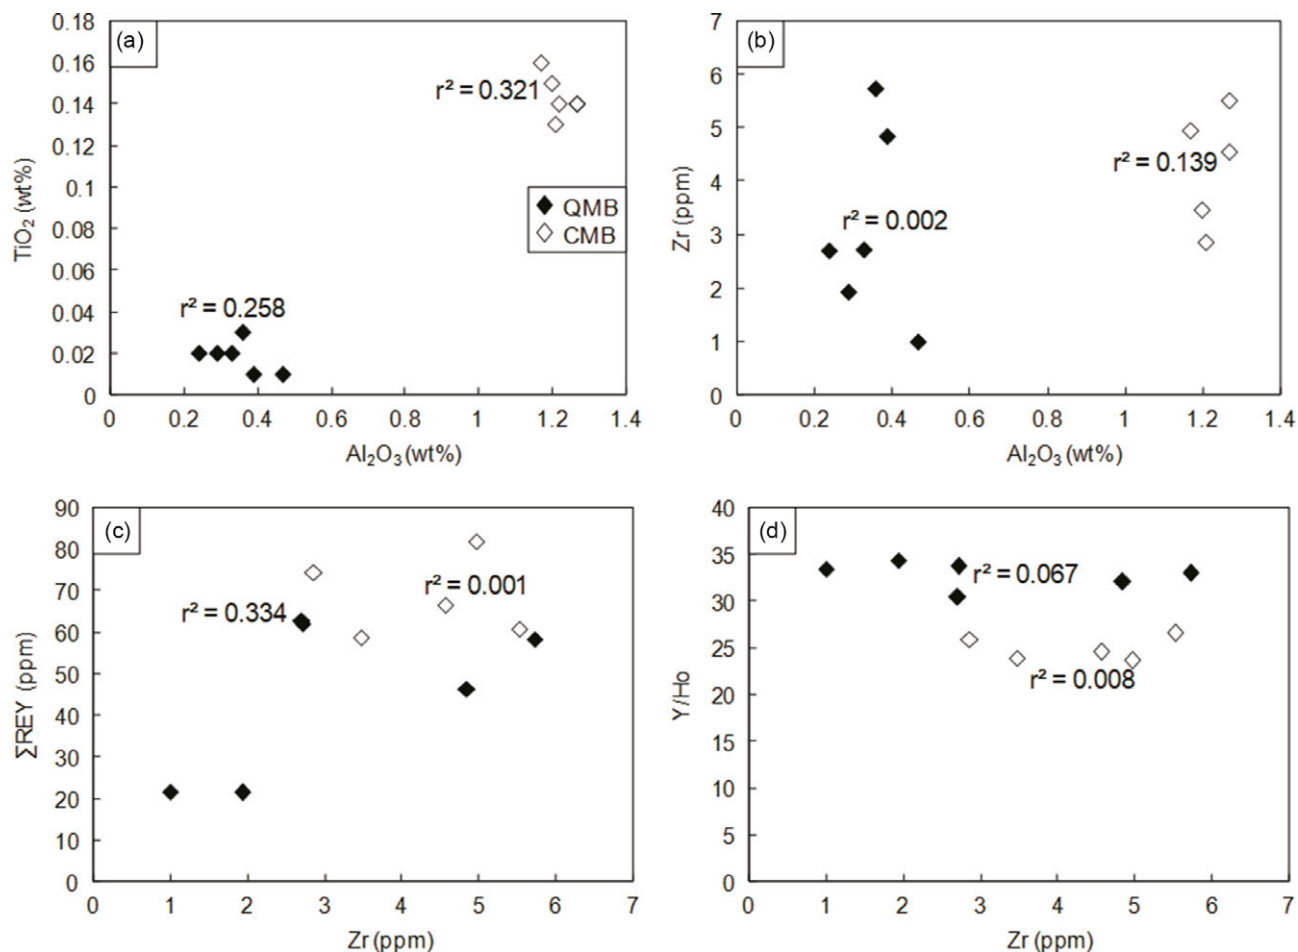 (a)
TiO₂ (wt%)
0.18
0.16
0.14
0.12
0.1
0.08
0.06
0.04
0.02
0
r² = 0.321
QMB
CMB
r² = 0.258
0 0.2 0.4 0.6 0.8 1 1.2 1.4
Al₂O₃ (wt%)
(b)
Zr (ppm)
7
6
5
4
3
2
1
0
r² = 0.139
r² = 0.002
0 0.2 0.4 0.6 0.8 1 1.2 1.4
Al₂O₃ (wt%)
(c)
ΣREY (ppm)
90
80
70
60
50
40
30
20
10
0
r² = 0.001
r² = 0.334
0 1 2 3 4 5 6 7
Zr (ppm)
(d)
Y/Ho
40
35
30
25
20
15
10
5
0
r² = 0.067
r² = 0.008
0 1 2 3 4 5 6 7
Zr (ppm)